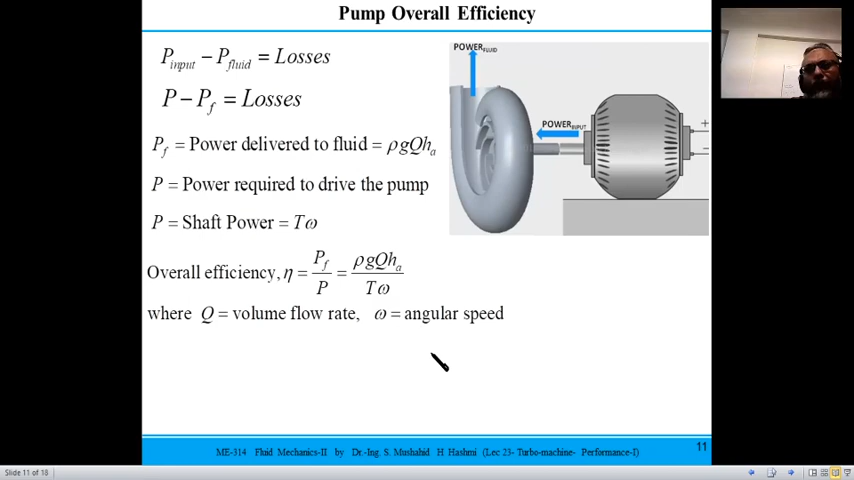 Pump Overall Efficiency
P_input − P_fluid = Losses
P − P_f = Losses
P_f = Power delivered to fluid = ρgQh_a
P = Power required to drive the pump
P = Shaft Power = Tω
Overall efficiency, η = P_f / P = ρgQh_a / Tω
where Q = volume flow rate, ω = angular speed
POWER_FLUID
POWER_INPUT
+
−
ME-314 Fluid Mechanics-II by Dr.-Ing. S. Mushahid H Hashmi (Lec 23- Turbo-machine- Performance-I)
11
Slide 11 of 18